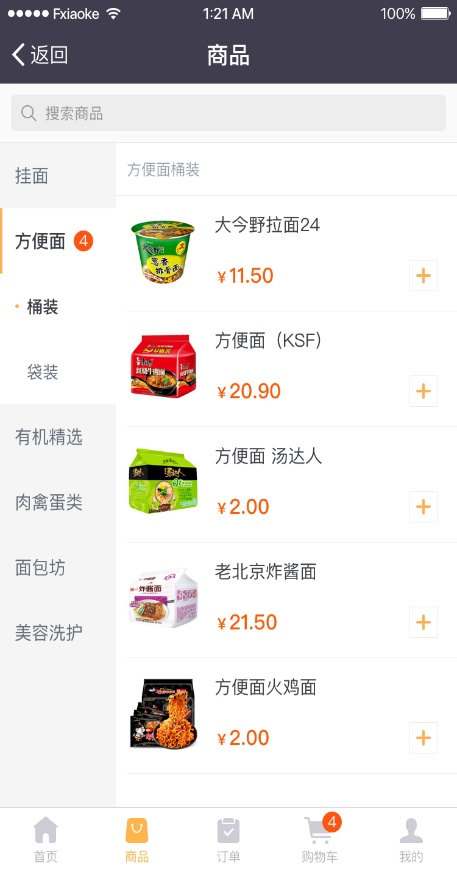 Fxiaoke 1:21 AM 100%
返回 商品
搜索商品
挂面
方便面 4
桶装
袋装
有机精选
肉禽蛋类
面包坊
美容洗护
方便面桶装
大今野拉面24
¥11.50
方便面（KSF）
¥20.90
方便面 汤达人
¥2.00
炸酱面
老北京炸酱面
¥21.50
方便面火鸡面
¥2.00
4
首页 商品 订单 购物车 我的